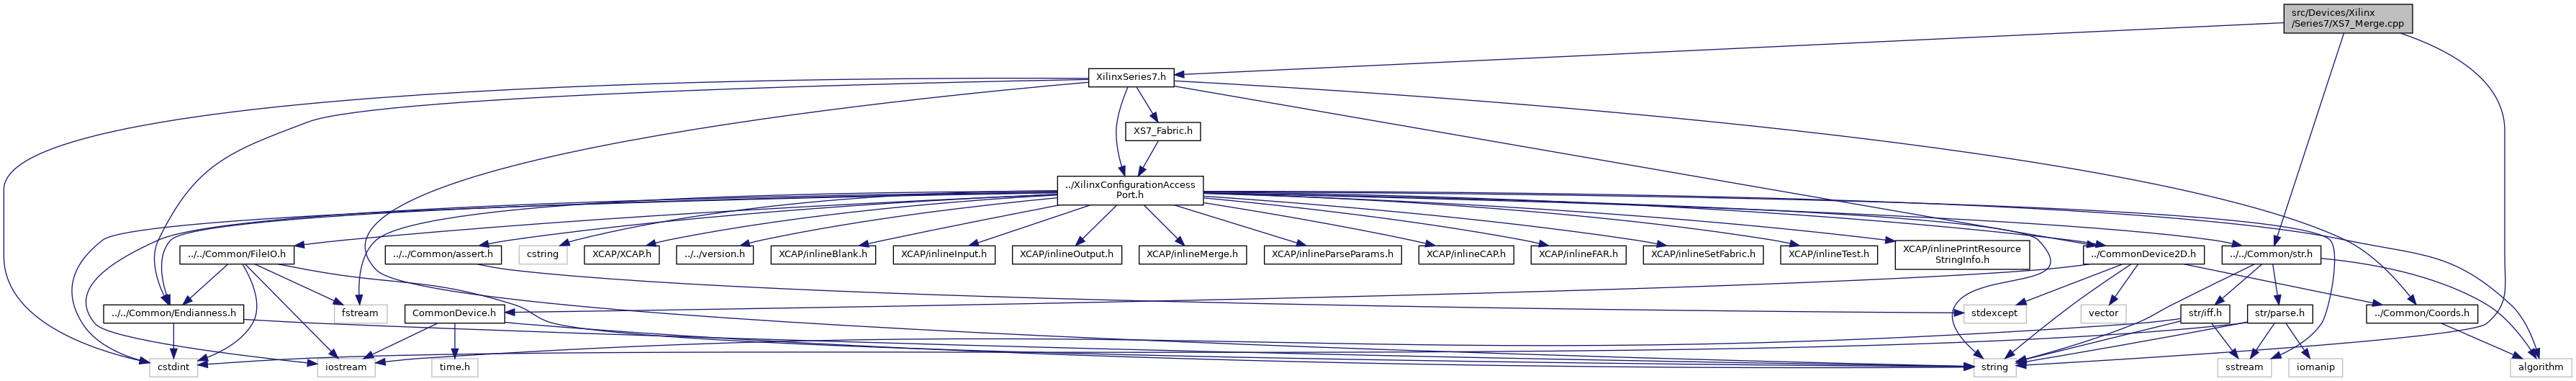 src/Devices/Xilinx
/Series7/XS7_Merge.cpp
XilinxSeries7.h
XS7_Fabric.h
../XilinxConfigurationAccess
Port.h
../../Common/FileIO.h
../../Common/assert.h
cstring
XCAP/XCAP.h
../../version.h
XCAP/inlineBlank.h
XCAP/inlineInput.h
XCAP/inlineOutput.h
XCAP/inlineMerge.h
XCAP/inlineParseParams.h
XCAP/inlineCAP.h
XCAP/inlineFAR.h
XCAP/inlineSetFabric.h
XCAP/inlineTest.h
XCAP/inlinePrintResource
StringInfo.h
../CommonDevice2D.h
../../Common/str.h
../../Common/Endianness.h
fstream
CommonDevice.h
stdexcept
vector
str/iff.h
str/parse.h
../Common/Coords.h
cstdint
iostream
time.h
string
sstream
iomanip
algorithm